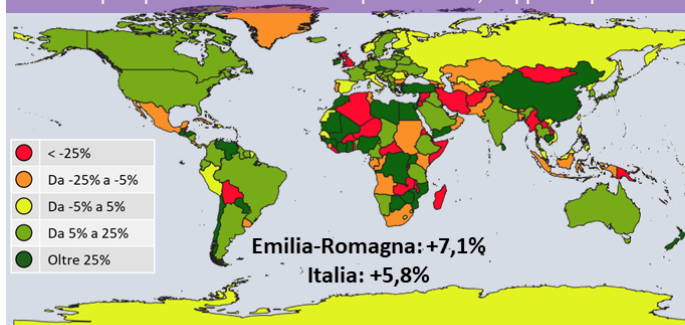 < -25%
Da -25% a -5%
Da -5% a 5%
Da 5% a 25%
Oltre 25%
Emilia-Romagna: +7,1%
Italia: +5,8%